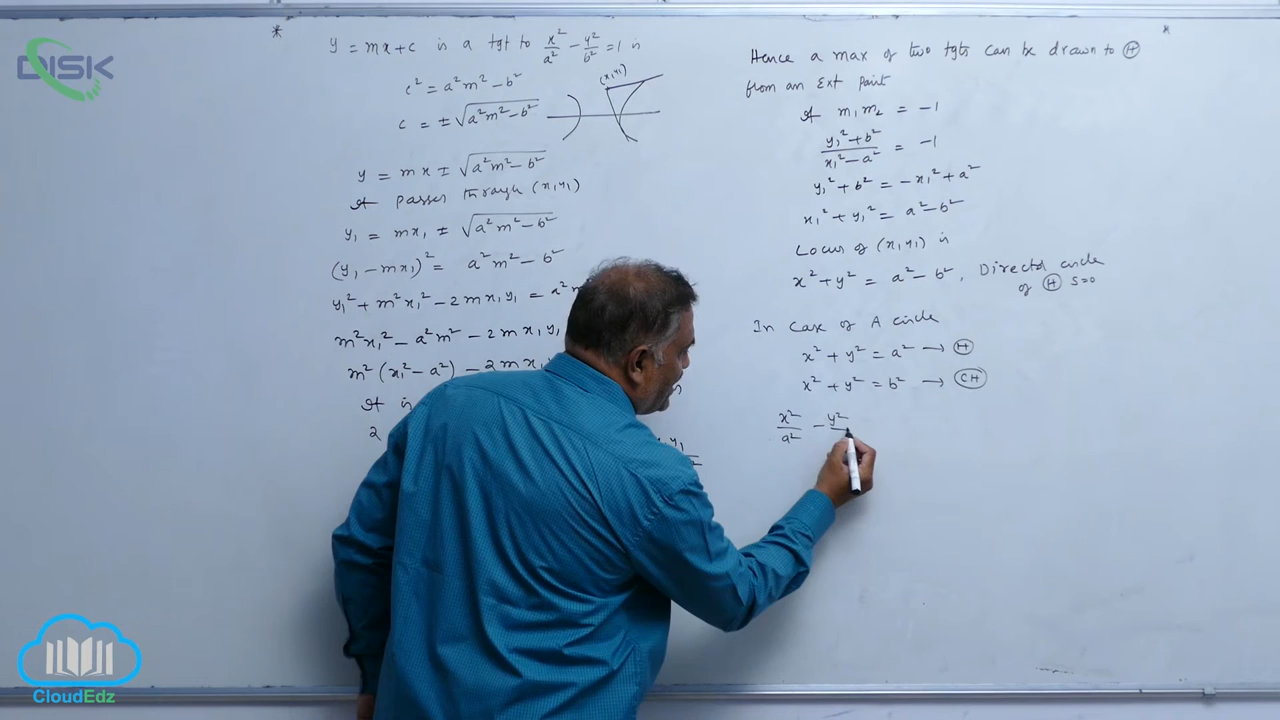 DISK
*
y = mx + c is a tgt to x²/a² − y²/b² = 1 is
c² = a²m² − b²
c = ± √(a²m² − b²)
(x₁y₁)
y = mx ± √(a²m² − b²)
It passes through (x₁y₁)
y₁ = mx₁ ± √(a²m² − b²)
(y₁ − mx₁)² = a²m² − b²
y₁² + m²x₁² − 2mx₁y₁ = a²m
m²x₁² − a²m² − 2mx₁y₁
m²(x₁² − a²) − 2mx₁
It is
2
y₁
*
Hence a max of two tgts can be drawn to Ⓗ
from an Ext point
If m₁m₂ = −1
(y₁² + b²)/(x₁² − a²) = −1
y₁² + b² = −x₁² + a²
x₁² + y₁² = a² − b²
Locus of (x₁y₁) is
x² + y² = a² − b², Director circle
of Ⓗ S=0
In Case of A circle
x² + y² = a² → Ⓗ
x² + y² = b² → (CH)
x²/a² − y²
CloudEdz